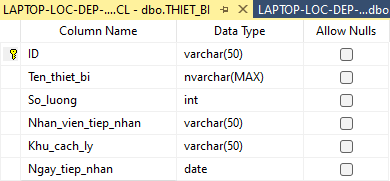 LAPTOP-LOC-DEP-....CL - dbo.THIET_BI LAPTOP-LOC-DEP-...dbo
Column Name Data Type Allow Nulls
ID varchar(50)
Ten_thiet_bi nvarchar(MAX)
So_luong int
Nhan_vien_tiep_nhan varchar(50)
Khu_cach_ly varchar(50)
Ngay_tiep_nhan date